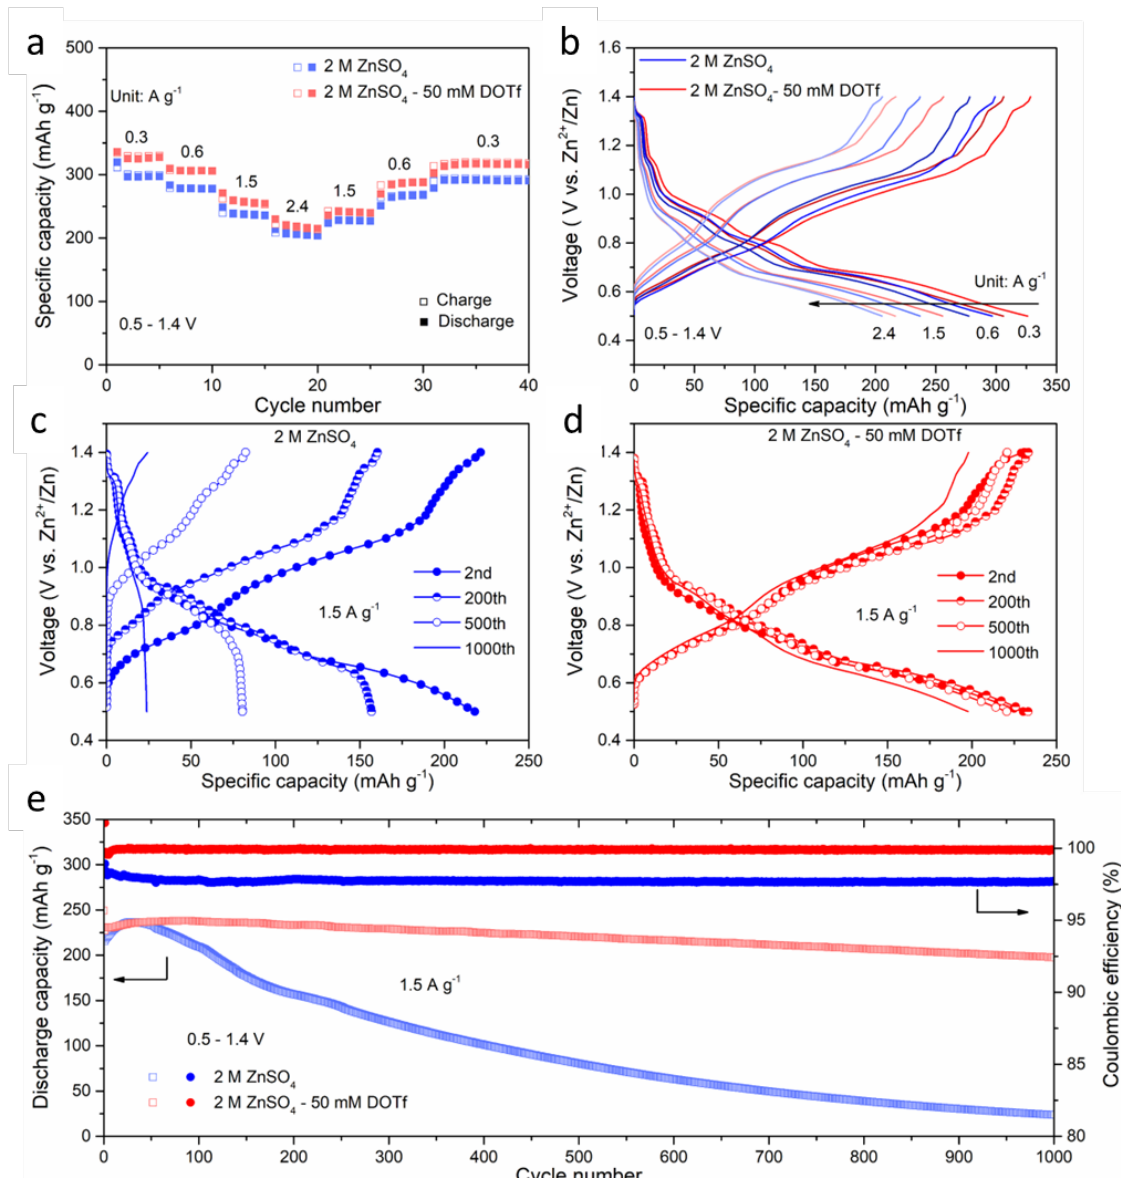 a
500
400
300
200
100
0
0
10
20
30
40
Specific capacity (mAh g⁻¹)
Cycle number
Unit: A g⁻¹
2 M ZnSO₄
2 M ZnSO₄ - 50 mM DOTf
0.3
0.6
1.5
2.4
1.5
0.6
0.3
Charge
Discharge
0.5 - 1.4 V
b
1.6
1.4
1.2
1.0
0.8
0.6
0.4
0
50
100
150
200
250
300
350
Voltage ( V vs. Zn²⁺/Zn)
Specific capacity (mAh g⁻¹)
2 M ZnSO₄
2 M ZnSO₄- 50 mM DOTf
Unit: A g⁻¹
0.5 - 1.4 V
2.4
1.5
0.6
0.3
c
2 M ZnSO₄
1.4
1.2
1.0
0.8
0.6
0.4
0
50
100
150
200
250
Voltage (V vs. Zn²⁺/Zn)
Specific capacity (mAh g⁻¹)
2nd
200th
500th
1000th
1.5 A g⁻¹
d
2 M ZnSO₄ - 50 mM DOTf
1.4
1.2
1.0
0.8
0.6
0.4
0
50
100
150
200
250
Voltage (V vs. Zn²⁺/Zn)
Specific capacity (mAh g⁻¹)
2nd
200th
500th
1000th
1.5 A g⁻¹
e
350
300
250
200
150
100
50
0
0
100
200
300
400
500
600
700
800
900
1000
Discharge capacity (mAh g⁻¹)
Cycle number
100
95
90
85
80
Coulombic efficiency (%)
1.5 A g⁻¹
0.5 - 1.4 V
2 M ZnSO₄
2 M ZnSO₄ - 50 mM DOTf